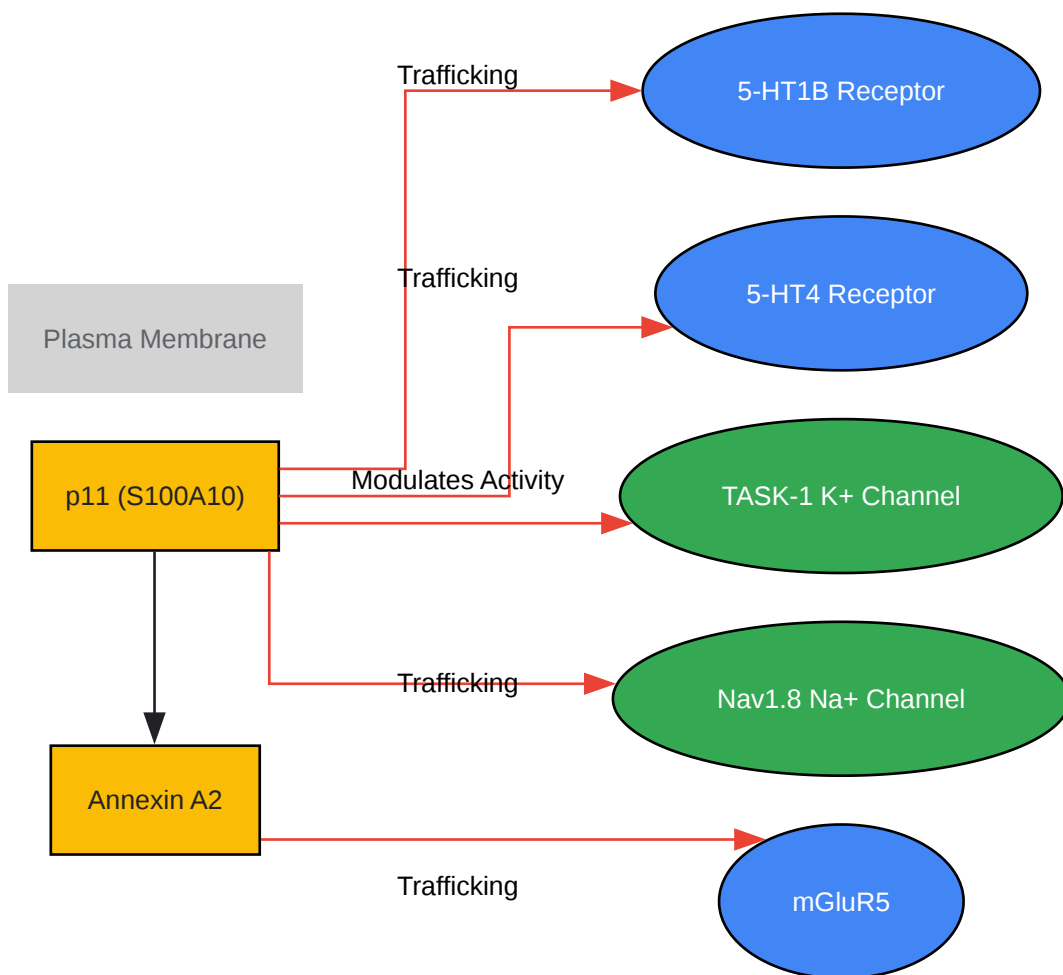 Trafficking
5-HT1B Receptor
Trafficking
5-HT4 Receptor
Plasma Membrane
Modulates Activity
p11 (S100A10)
TASK-1 K+ Channel
Trafficking
Nav1.8 Na+ Channel
Annexin A2
Trafficking
mGluR5